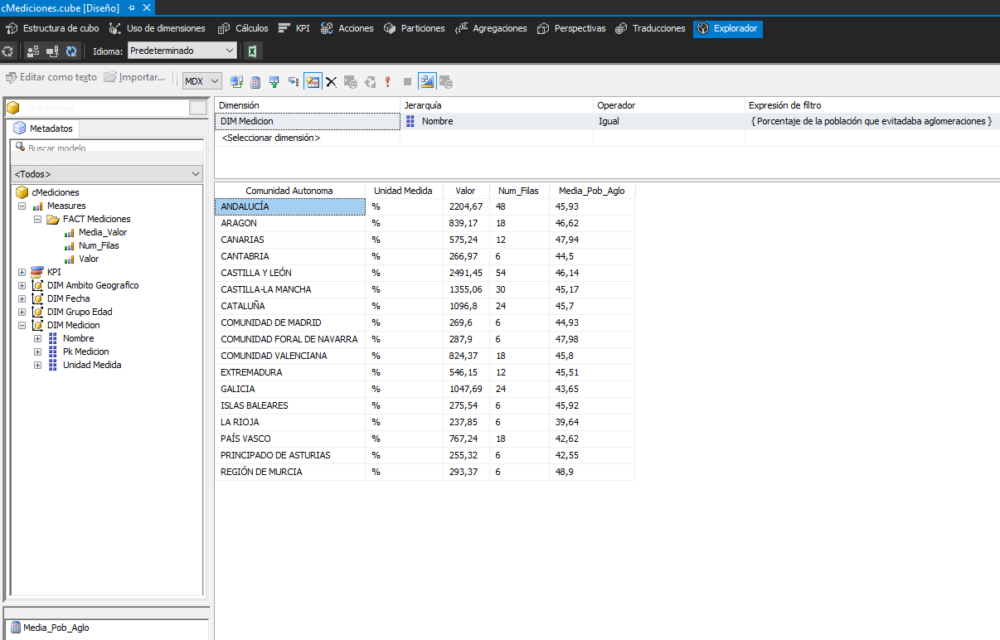 cMediciones.cube [Diseño]
Estructura de cubo Uso de dimensiones Cálculos KPI Acciones Particiones Agregaciones Perspectivas Traducciones Explorador
Idioma: Predeterminado
Editar como texto Importar... MDX
cMediciones
Metadatos
Buscar modelo
<Todos>
cMediciones
Measures
FACT Mediciones
Media_Valor
Num_Filas
Valor
KPI
DIM Ambito Geografico
DIM Fecha
DIM Grupo Edad
DIM Medicion
Nombre
Pk Medicion
Unidad Medida
Media_Pob_Aglo
Dimensión Jerarquía Operador Expresión de filtro
DIM Medicion Nombre Igual { Porcentaje de la población que evitadaba aglomeraciones }
<Seleccionar dimensión>
Comunidad Autonoma Unidad Medida Valor Num_Filas Media_Pob_Aglo
ANDALUCÍA % 2204,67 48 45,93
ARAGON % 839,17 18 46,62
CANARIAS % 575,24 12 47,94
CANTABRIA % 266,97 6 44,5
CASTILLA Y LEÓN % 2491,45 54 46,14
CASTILLA-LA MANCHA % 1355,06 30 45,17
CATALUÑA % 1096,8 24 45,7
COMUNIDAD DE MADRID % 269,6 6 44,93
COMUNIDAD FORAL DE NAVARRA % 287,9 6 47,98
COMUNIDAD VALENCIANA % 824,37 18 45,8
EXTREMADURA % 546,15 12 45,51
GALICIA % 1047,69 24 43,65
ISLAS BALEARES % 275,54 6 45,92
LA RIOJA % 237,85 6 39,64
PAÍS VASCO % 767,24 18 42,62
PRINCIPADO DE ASTURIAS % 255,32 6 42,55
REGIÓN DE MURCIA % 293,37 6 48,9